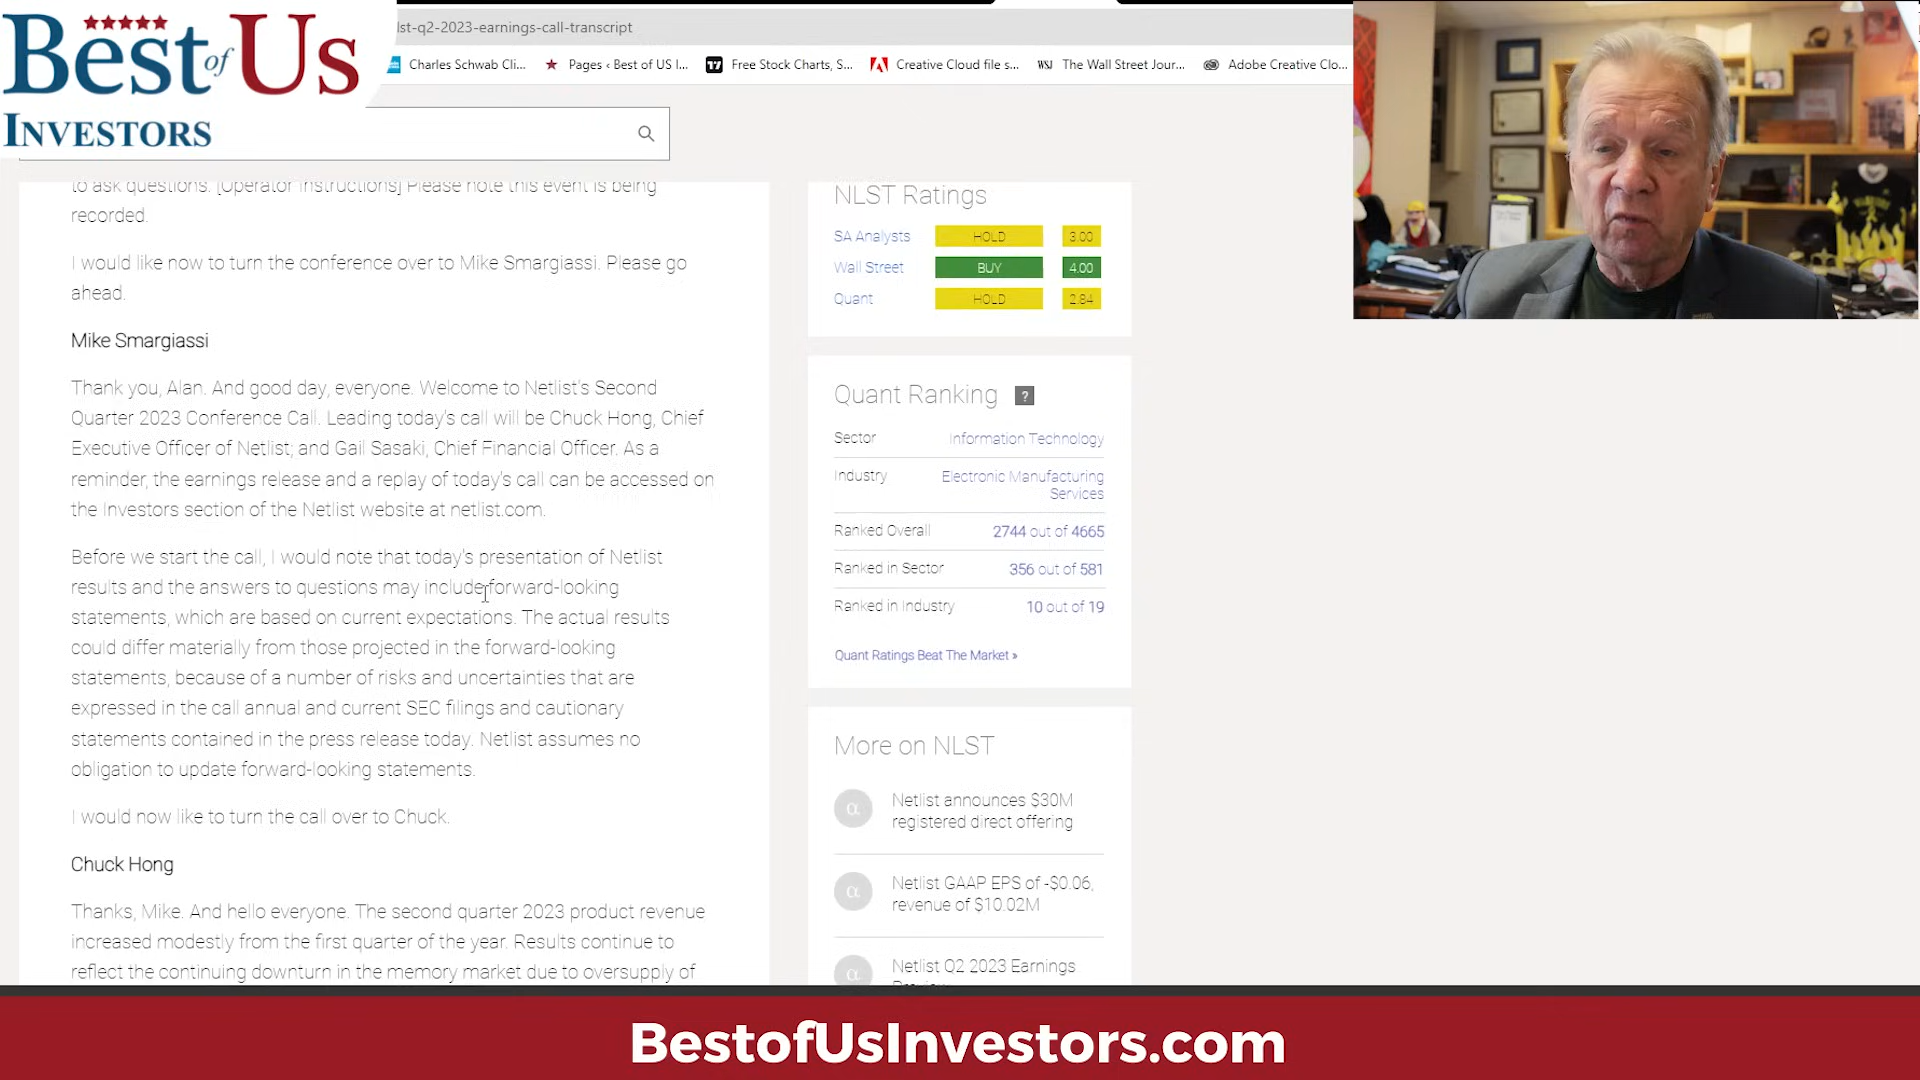 Best of Us
INVESTORS
lst-q2-2023-earnings-call-transcript
Charles Schwab Cli...
Pages ‹ Best of US I...
Free Stock Charts, S...
Creative Cloud file s...
WSJ
The Wall Street Jour...
Adobe Creative Clo...
to ask questions. [Operator Instructions] Please note this event is being
recorded.
I would like now to turn the conference over to Mike Smargiassi. Please go
ahead.
Mike Smargiassi
Thank you, Alan. And good day, everyone. Welcome to Netlist's Second
Quarter 2023 Conference Call. Leading today's call will be Chuck Hong, Chief
Executive Officer of Netlist; and Gail Sasaki, Chief Financial Officer. As a
reminder, the earnings release and a replay of today's call can be accessed on
the Investors section of the Netlist website at netlist.com.
Before we start the call, I would note that today's presentation of Netlist
results and the answers to questions may include forward-looking
statements, which are based on current expectations. The actual results
could differ materially from those projected in the forward-looking
statements, because of a number of risks and uncertainties that are
expressed in the call annual and current SEC filings and cautionary
statements contained in the press release today. Netlist assumes no
obligation to update forward-looking statements.
I would now like to turn the call over to Chuck.
Chuck Hong
Thanks, Mike. And hello everyone. The second quarter 2023 product revenue
increased modestly from the first quarter of the year. Results continue to
reflect the continuing downturn in the memory market due to oversupply of
NLST Ratings
SA Analysts HOLD 3.00
Wall Street BUY 4.00
Quant HOLD 2.84
Quant Ranking ?
Sector Information Technology
Industry Electronic Manufacturing
Services
Ranked Overall 2744 out of 4665
Ranked in Sector 356 out of 581
Ranked in Industry 10 out of 19
Quant Ratings Beat The Market »
More on NLST
Netlist announces $30M
registered direct offering
Netlist GAAP EPS of -$0.06,
revenue of $10.02M
Netlist Q2 2023 Earnings
BestofUsInvestors.com